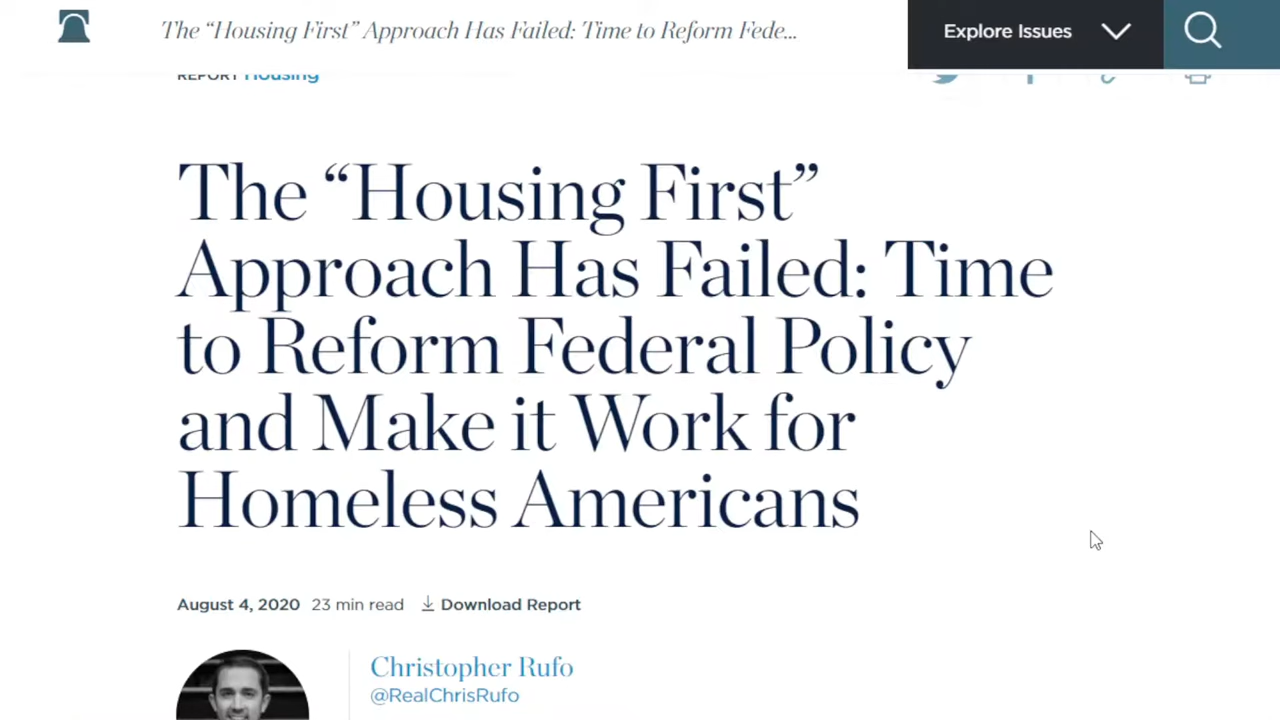 The “Housing First” Approach Has Failed: Time to Reform Fede...
Explore Issues
REPORT Housing
The “Housing First”
Approach Has Failed: Time
to Reform Federal Policy
and Make it Work for
Homeless Americans
August 4, 2020 23 min read Download Report
Christopher Rufo
@RealChrisRufo